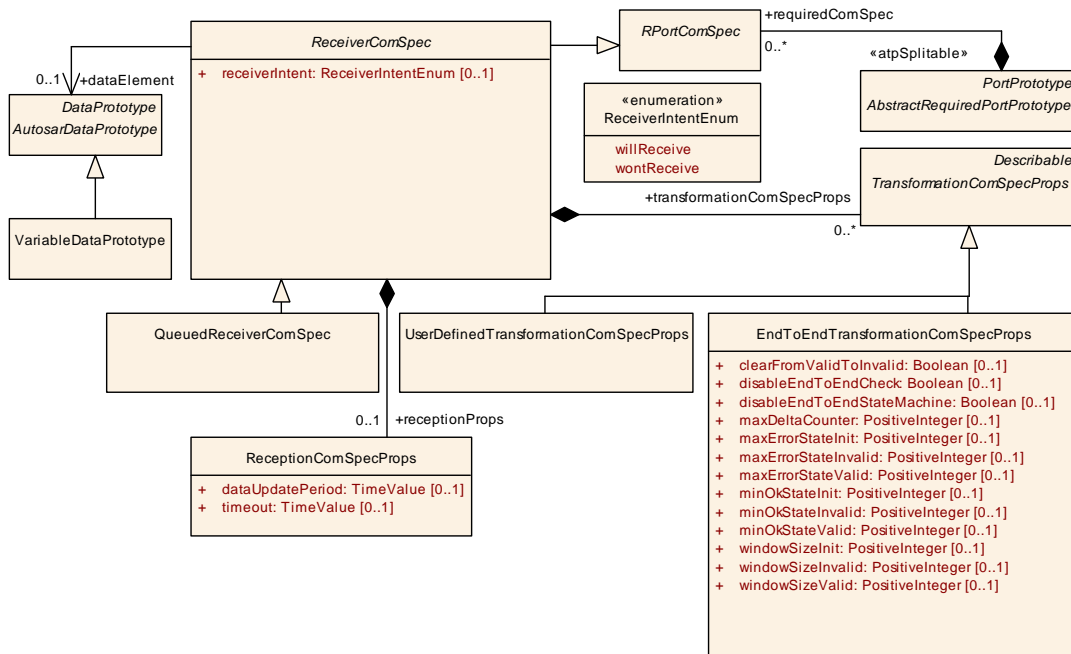 ReceiverComSpec
+ receiverIntent: ReceiverIntentEnum [0..1]
RPortComSpec
+requiredComSpec
0..*
«atpSplitable»
PortPrototype
AbstractRequiredPortPrototype
0..1
+dataElement
DataPrototype
AutosarDataPrototype
«enumeration»
ReceiverIntentEnum
willReceive
wontReceive
Describable
TransformationComSpecProps
+transformationComSpecProps
0..*
VariableDataPrototype
QueuedReceiverComSpec
UserDefinedTransformationComSpecProps
EndToEndTransformationComSpecProps
+ clearFromValidToInvalid: Boolean [0..1]
+ disableEndToEndCheck: Boolean [0..1]
+ disableEndToEndStateMachine: Boolean [0..1]
+ maxDeltaCounter: PositiveInteger [0..1]
+ maxErrorStateInit: PositiveInteger [0..1]
+ maxErrorStateInvalid: PositiveInteger [0..1]
+ maxErrorStateValid: PositiveInteger [0..1]
+ minOkStateInit: PositiveInteger [0..1]
+ minOkStateInvalid: PositiveInteger [0..1]
+ minOkStateValid: PositiveInteger [0..1]
+ windowSizeInit: PositiveInteger [0..1]
+ windowSizeInvalid: PositiveInteger [0..1]
+ windowSizeValid: PositiveInteger [0..1]
0..1
+receptionProps
ReceptionComSpecProps
+ dataUpdatePeriod: TimeValue [0..1]
+ timeout: TimeValue [0..1]